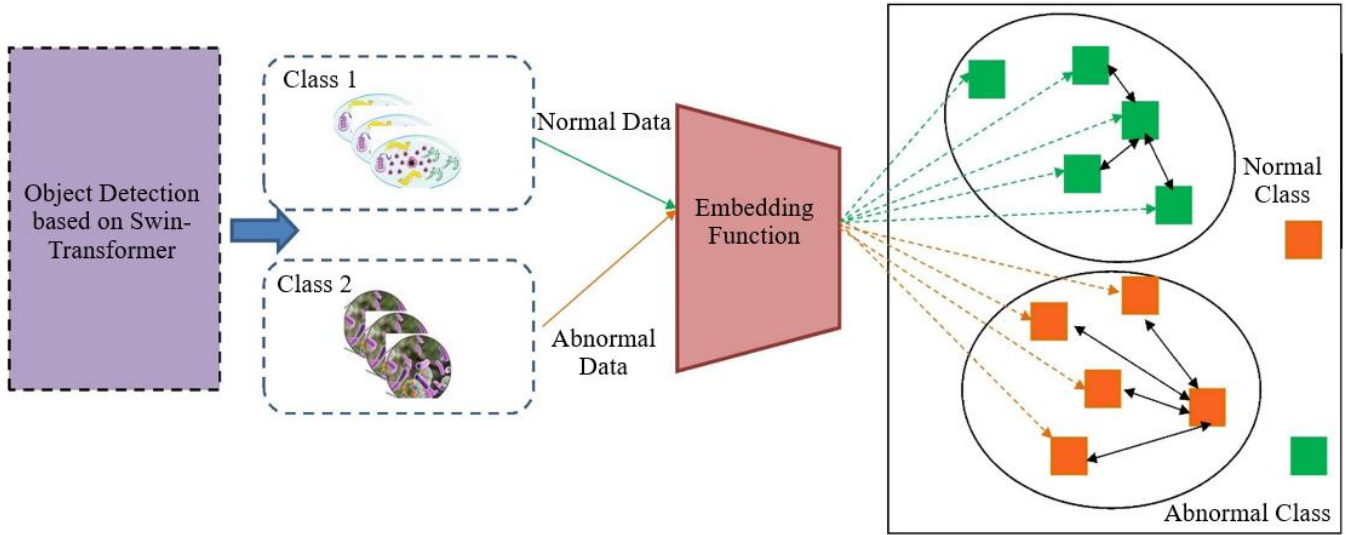 Object Detection
based on Swin-
Transformer
Class 1
Class 2
Normal Data
Abnormal
Data
Embedding
Function
Normal
Class
Abnormal Class